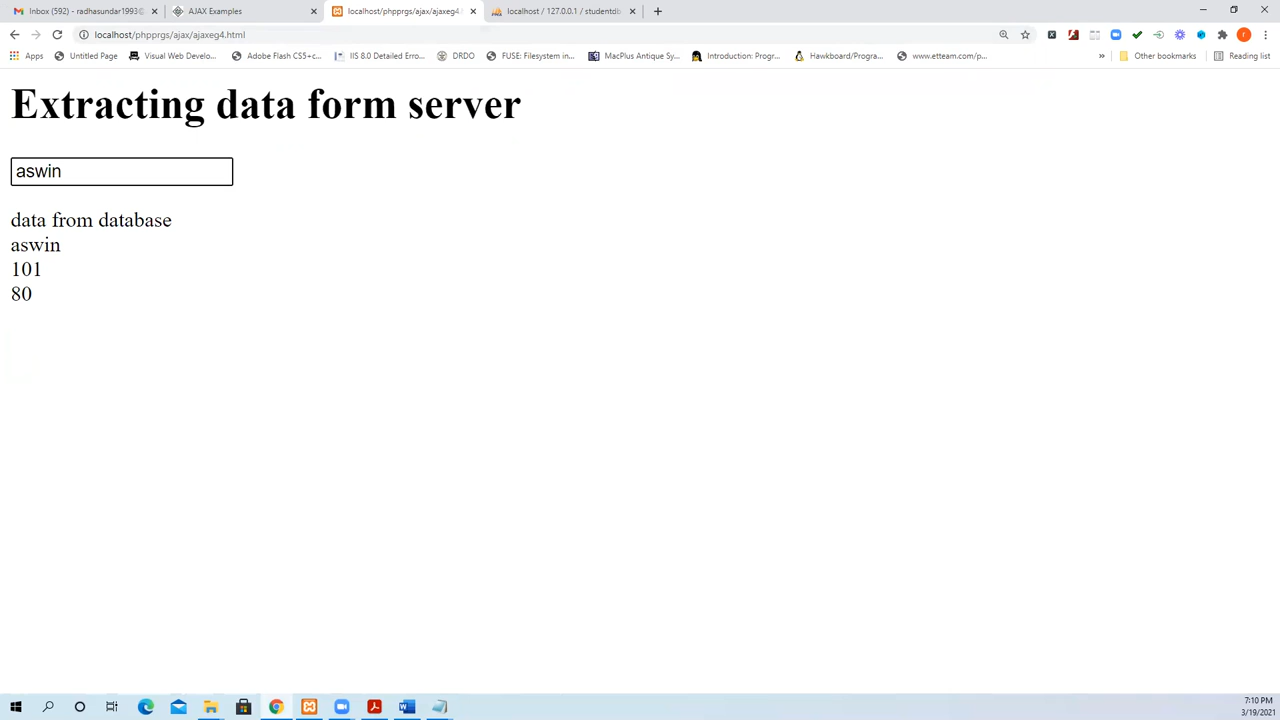 Inbox (592) - radhasundar1993@
AJAX Examples
localhost/phpprgs/ajax/ajaxeg4.
localhost / 127.0.0.1 / studentdb
localhost/phpprgs/ajax/ajaxeg4.html
Apps
Untitled Page
Visual Web Develo...
Adobe Flash CS5+c...
IIS 8.0 Detailed Erro...
DRDO
FUSE: Filesystem in...
MacPlus Antique Sy...
Introduction: Progr...
Hawkboard/Progra...
www.etteam.com/p...
»
Other bookmarks
Reading list
Extracting data form server
aswin
data from database
aswin
101
80
7:10 PM
3/19/2021